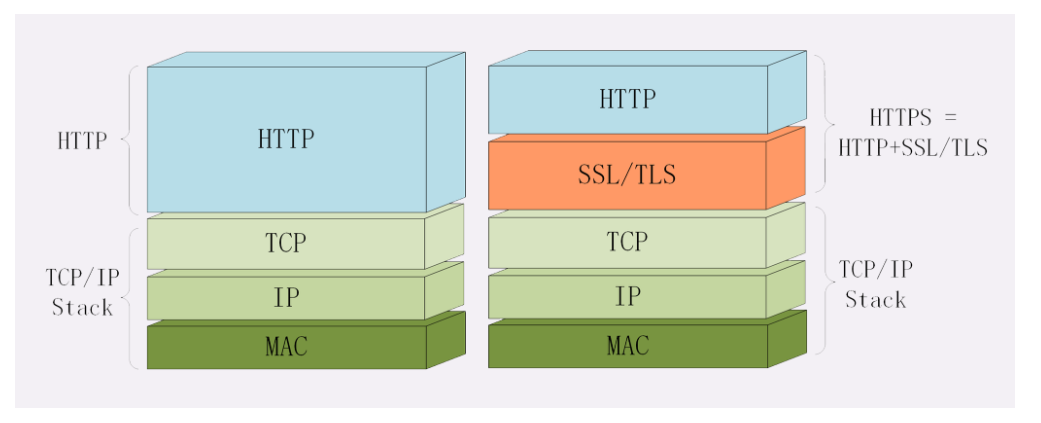 HTTP
HTTP
TCP
IP
MAC
TCP/IP
Stack
HTTP
SSL/TLS
TCP
IP
MAC
HTTPS =
HTTP+SSL/TLS
TCP/IP
Stack